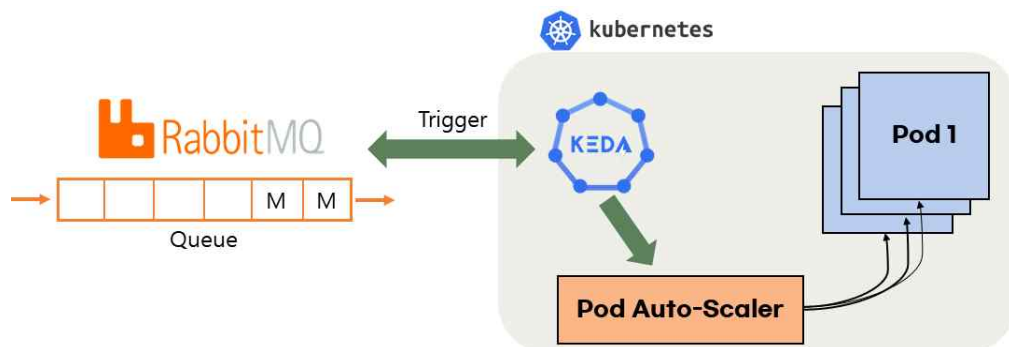 kubernetes
RabbitMQ
Trigger
KEDA
Pod 1
M M
Queue
Pod Auto-Scaler